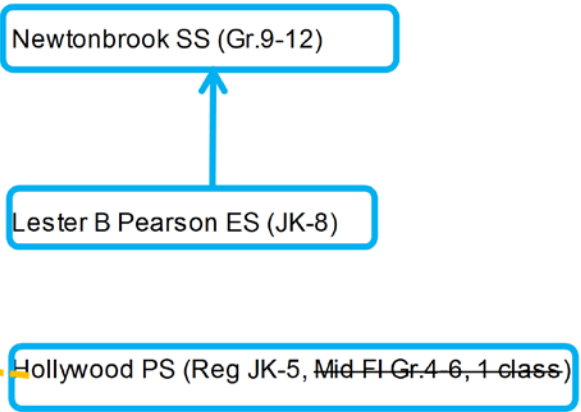 Newtonbrook SS (Gr.9-12)
Lester B Pearson ES (JK-8)
Hollywood PS (Reg JK-5, Mid FI Gr.4-6, 1 class)